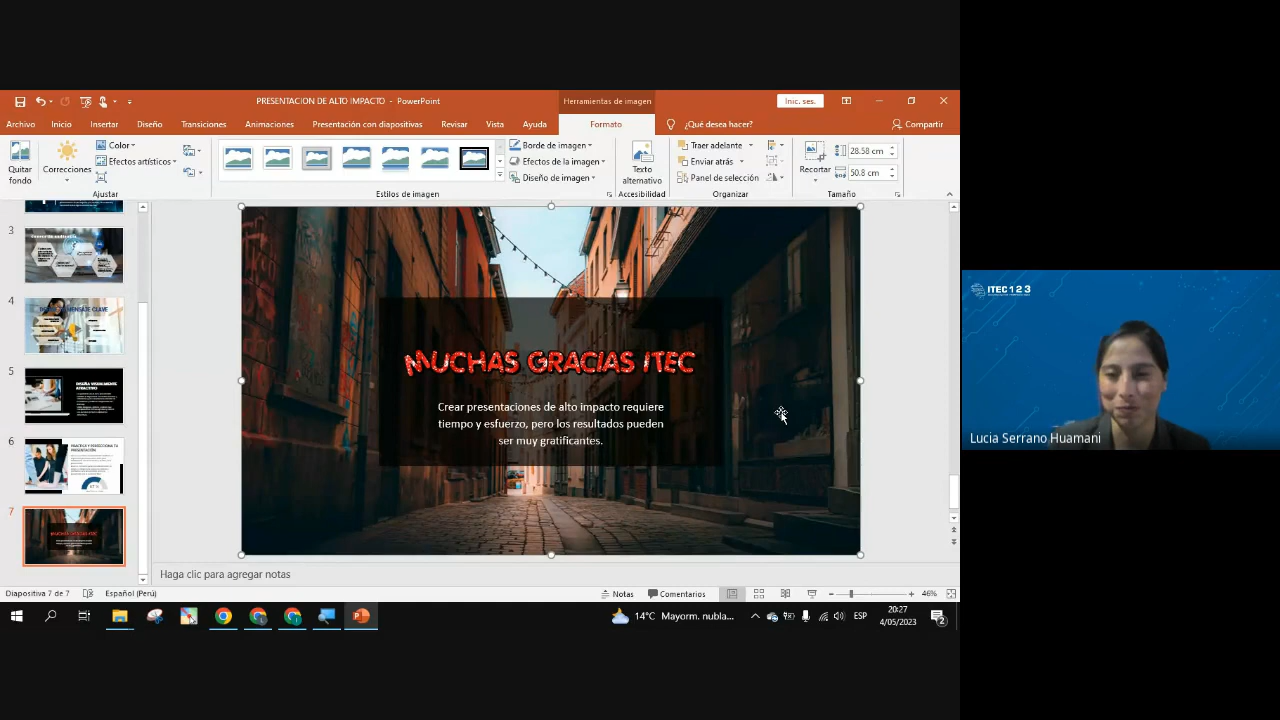 PRESENTACION DE ALTO IMPACTO - PowerPoint
Herramientas de imagen
Inic. ses.
Archivo Inicio Insertar Diseño Transiciones Animaciones Presentación con diapositivas Revisar Vista Ayuda Formato ¿Qué desea hacer? Compartir
Quitar fondo
Correcciones
Color
Efectos artísticos
Ajustar
Estilos de imagen
Borde de imagen
Efectos de la imagen
Diseño de imagen
Texto alternativo
Accesibilidad
Traer adelante
Enviar atrás
Panel de selección
Organizar
Recortar
28.58 cm
50.8 cm
Tamaño
3
4
5
6
7
MUCHAS GRACIAS ITEC
Crear presentaciones de alto impacto requiere
tiempo y esfuerzo, pero los resultados pueden
ser muy gratificantes.
Haga clic para agregar notas
Diapositiva 7 de 7 Español (Perú) Notas Comentarios 46%
14°C Mayorm. nubla... ESP 20:27
4/05/2023
2
ITEC 1 2 3
Lucia Serrano Huamani